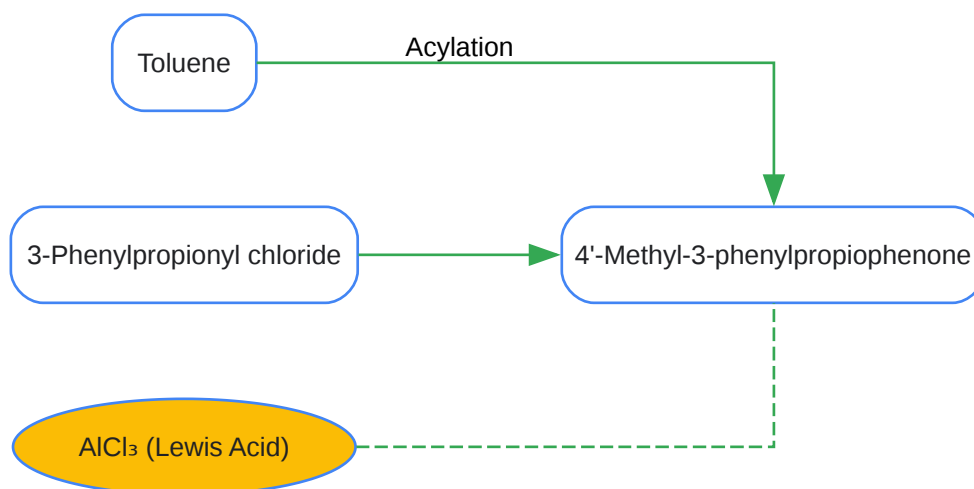 Acylation
Toluene
3-Phenylpropionyl chloride
4'-Methyl-3-phenylpropiophenone
AlCl₃ (Lewis Acid)